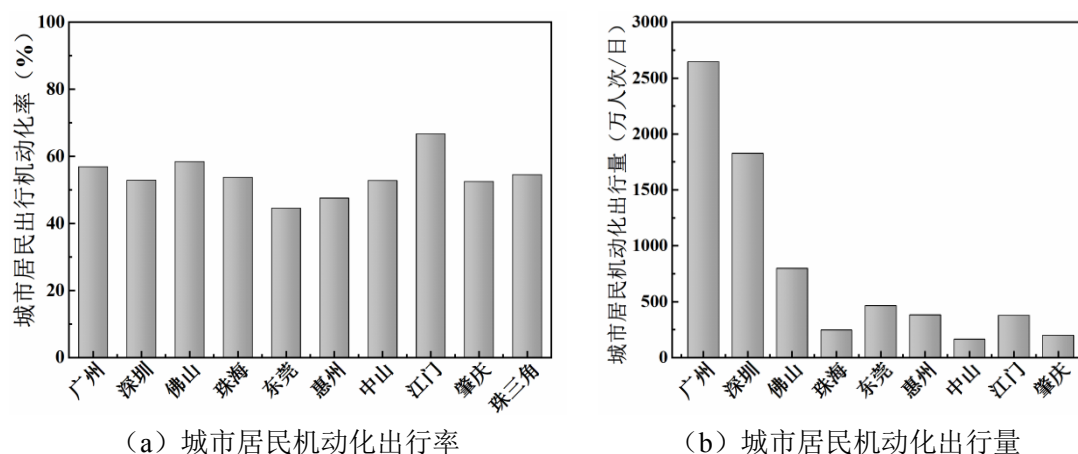 城市居民出行机动化率（%）
100
80
60
40
20
0
广州
深圳
佛山
珠海
东莞
惠州
中山
江门
肇庆
珠三角
（a）城市居民机动化出行率
城市居民机动化出行量（万人次/日）
3000
2500
2000
1500
1000
500
0
广州
深圳
佛山
珠海
东莞
惠州
中山
江门
肇庆
（b）城市居民机动化出行量